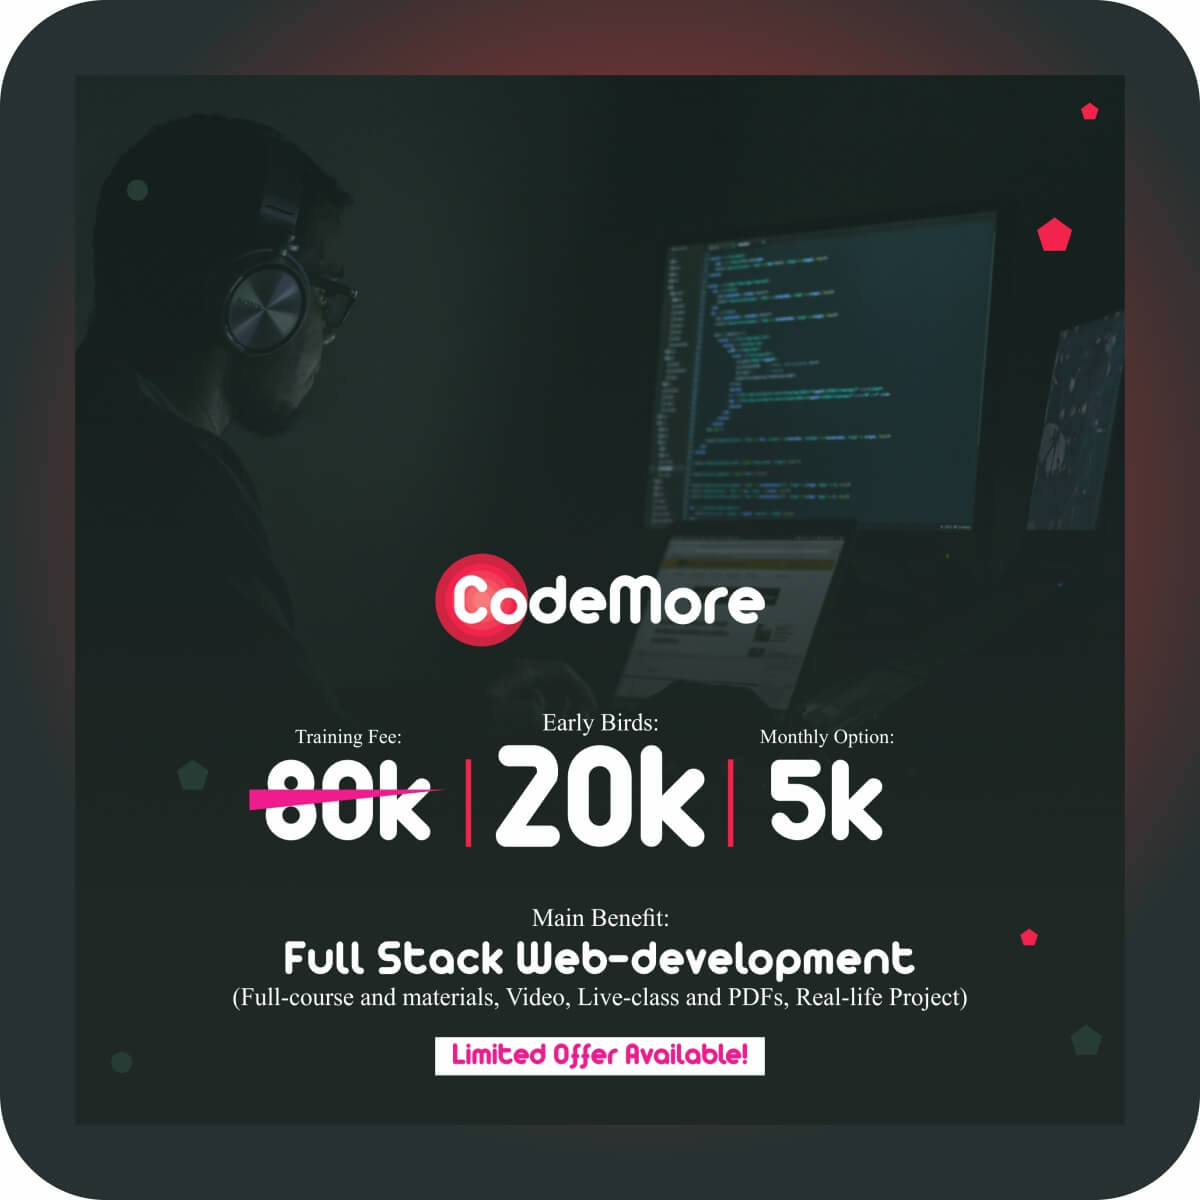 CodeMore
Training Fee:
80k
Early Birds:
20k
Monthly Option:
5k
Main Benefit:
Full Stack Web-development
(Full-course and materials, Video, Live-class and PDFs, Real-life Project)
Limited Offer Available!